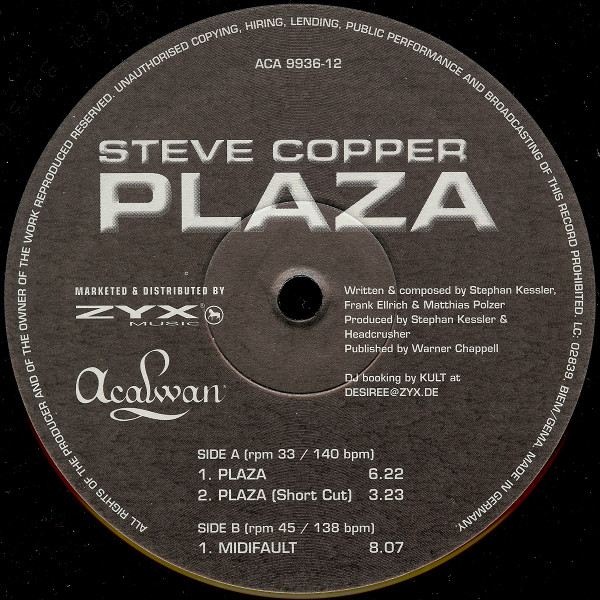 ALL RIGHTS OF THE PRODUCER AND OF THE OWNER OF THE WORK REPRODUCED RESERVED. UNAUTHORISED COPYING, HIRING, LENDING, PUBLIC PERFORMANCE AND BROADCASTING OF THIS RECORD PROHIBITED. LC 02839. BIEM/GEMA. MADE IN GERMANY.
ACA 9936-12
STEVE COPPER
PLAZA
MARKETED & DISTRIBUTED BY
ZYX®
MUSIC
Acalwan
Written & composed by Stephan Kessler,
Frank Ellrich & Matthias Polzer
Produced by Stephan Kessler &
Headcrusher
Published by Warner Chappell
DJ booking by KULT at
DESIREE@ZYX.DE
SIDE A (rpm 33 / 140 bpm)
1. PLAZA 6.22
2. PLAZA (Short Cut) 3.23
SIDE B (rpm 45 / 138 bpm)
1. MIDIFAULT 8.07